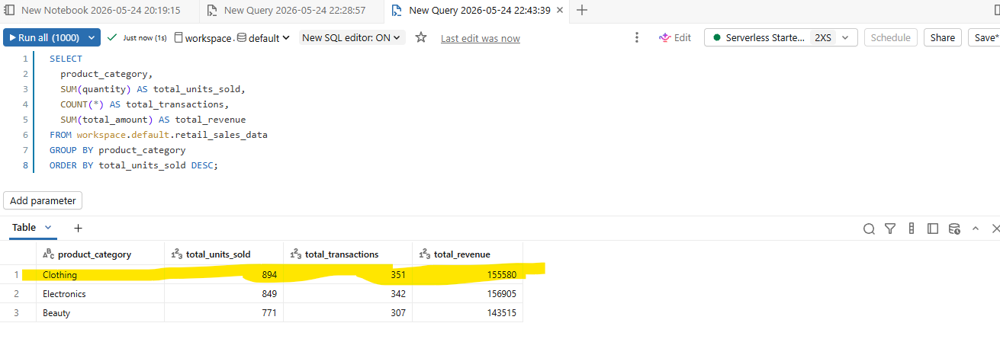 New Notebook 2026-05-24 20:19:15 New Query 2026-05-24 22:28:57 New Query 2026-05-24 22:43:39
Run all (1000) Just now (1s) workspace. default New SQL editor: ON Last edit was now Edit Serverless Starte... 2XS Schedule Share Save*
1 SELECT
2 product_category,
3 SUM(quantity) AS total_units_sold,
4 COUNT(*) AS total_transactions,
5 SUM(total_amount) AS total_revenue
6 FROM workspace.default.retail_sales_data
7 GROUP BY product_category
8 ORDER BY total_units_sold DESC;
Add parameter
Table
product_category total_units_sold total_transactions total_revenue
1 Clothing 894 351 155580
2 Electronics 849 342 156905
3 Beauty 771 307 143515